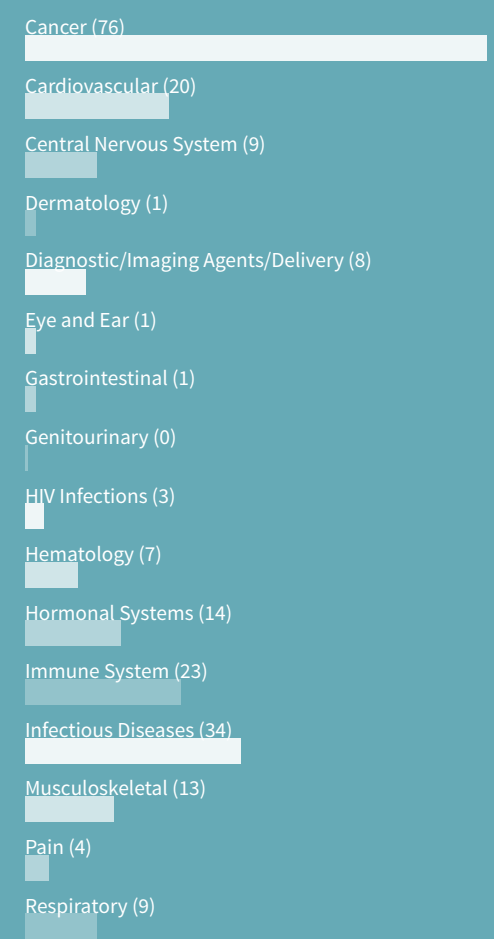 Cancer (76)
Cardiovascular (20)
Central Nervous System (9)
Dermatology (1)
Diagnostic/Imaging Agents/Delivery (8)
Eye and Ear (1)
Gastrointestinal (1)
Genitourinary (0)
HIV Infections (3)
Hematology (7)
Hormonal Systems (14)
Immune System (23)
Infectious Diseases (34)
Musculoskeletal (13)
Pain (4)
Respiratory (9)